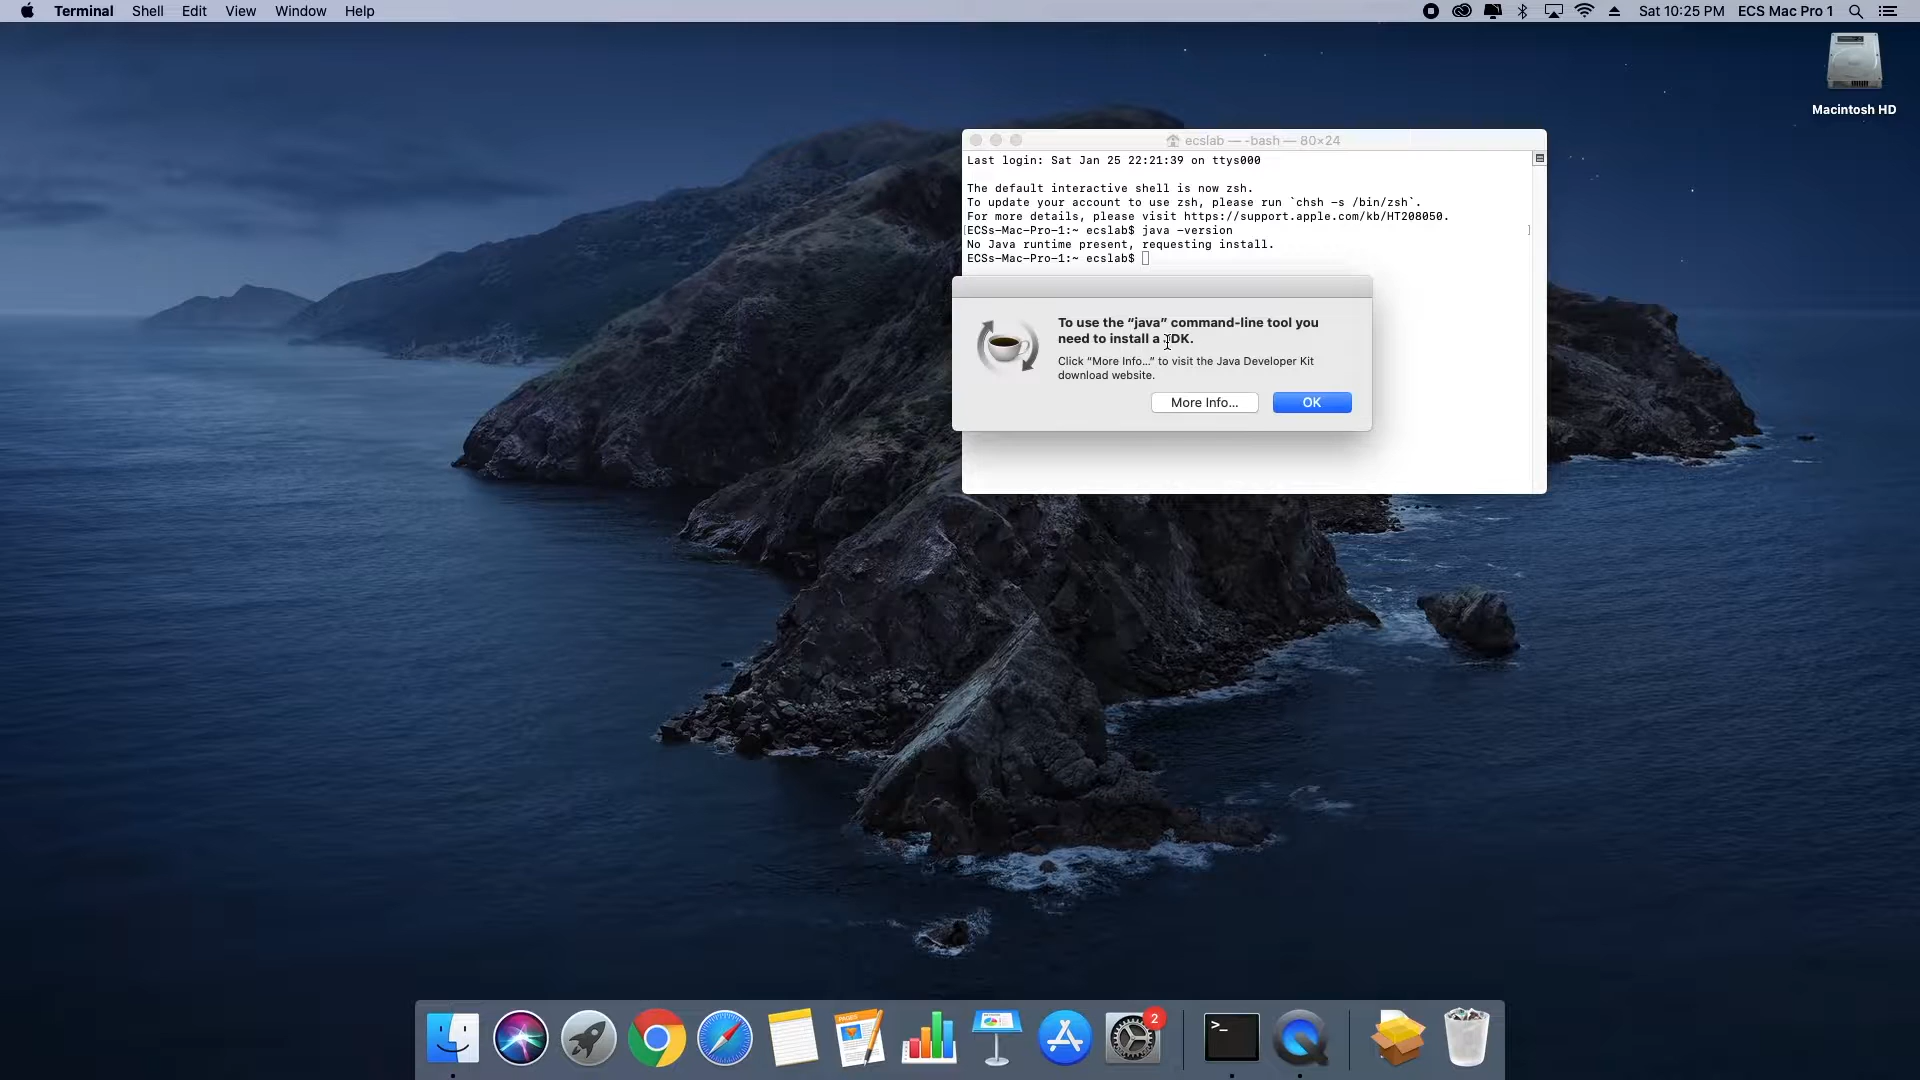 Terminal Shell Edit View Window Help
Sat 10:25 PM ECS Mac Pro 1
Macintosh HD
ecslab — -bash — 80×24
Last login: Sat Jan 25 22:21:39 on ttys000
The default interactive shell is now zsh.
To update your account to use zsh, please run `chsh -s /bin/zsh`.
For more details, please visit https://support.apple.com/kb/HT208050.
[ECSs-Mac-Pro-1:~ ecslab$ java -version ]
No Java runtime present, requesting install.
ECSs-Mac-Pro-1:~ ecslab$
To use the “java” command-line tool you
need to install a JDK.
Click “More Info...” to visit the Java Developer Kit
download website.
More Info...
OK
PAGES
2
>_